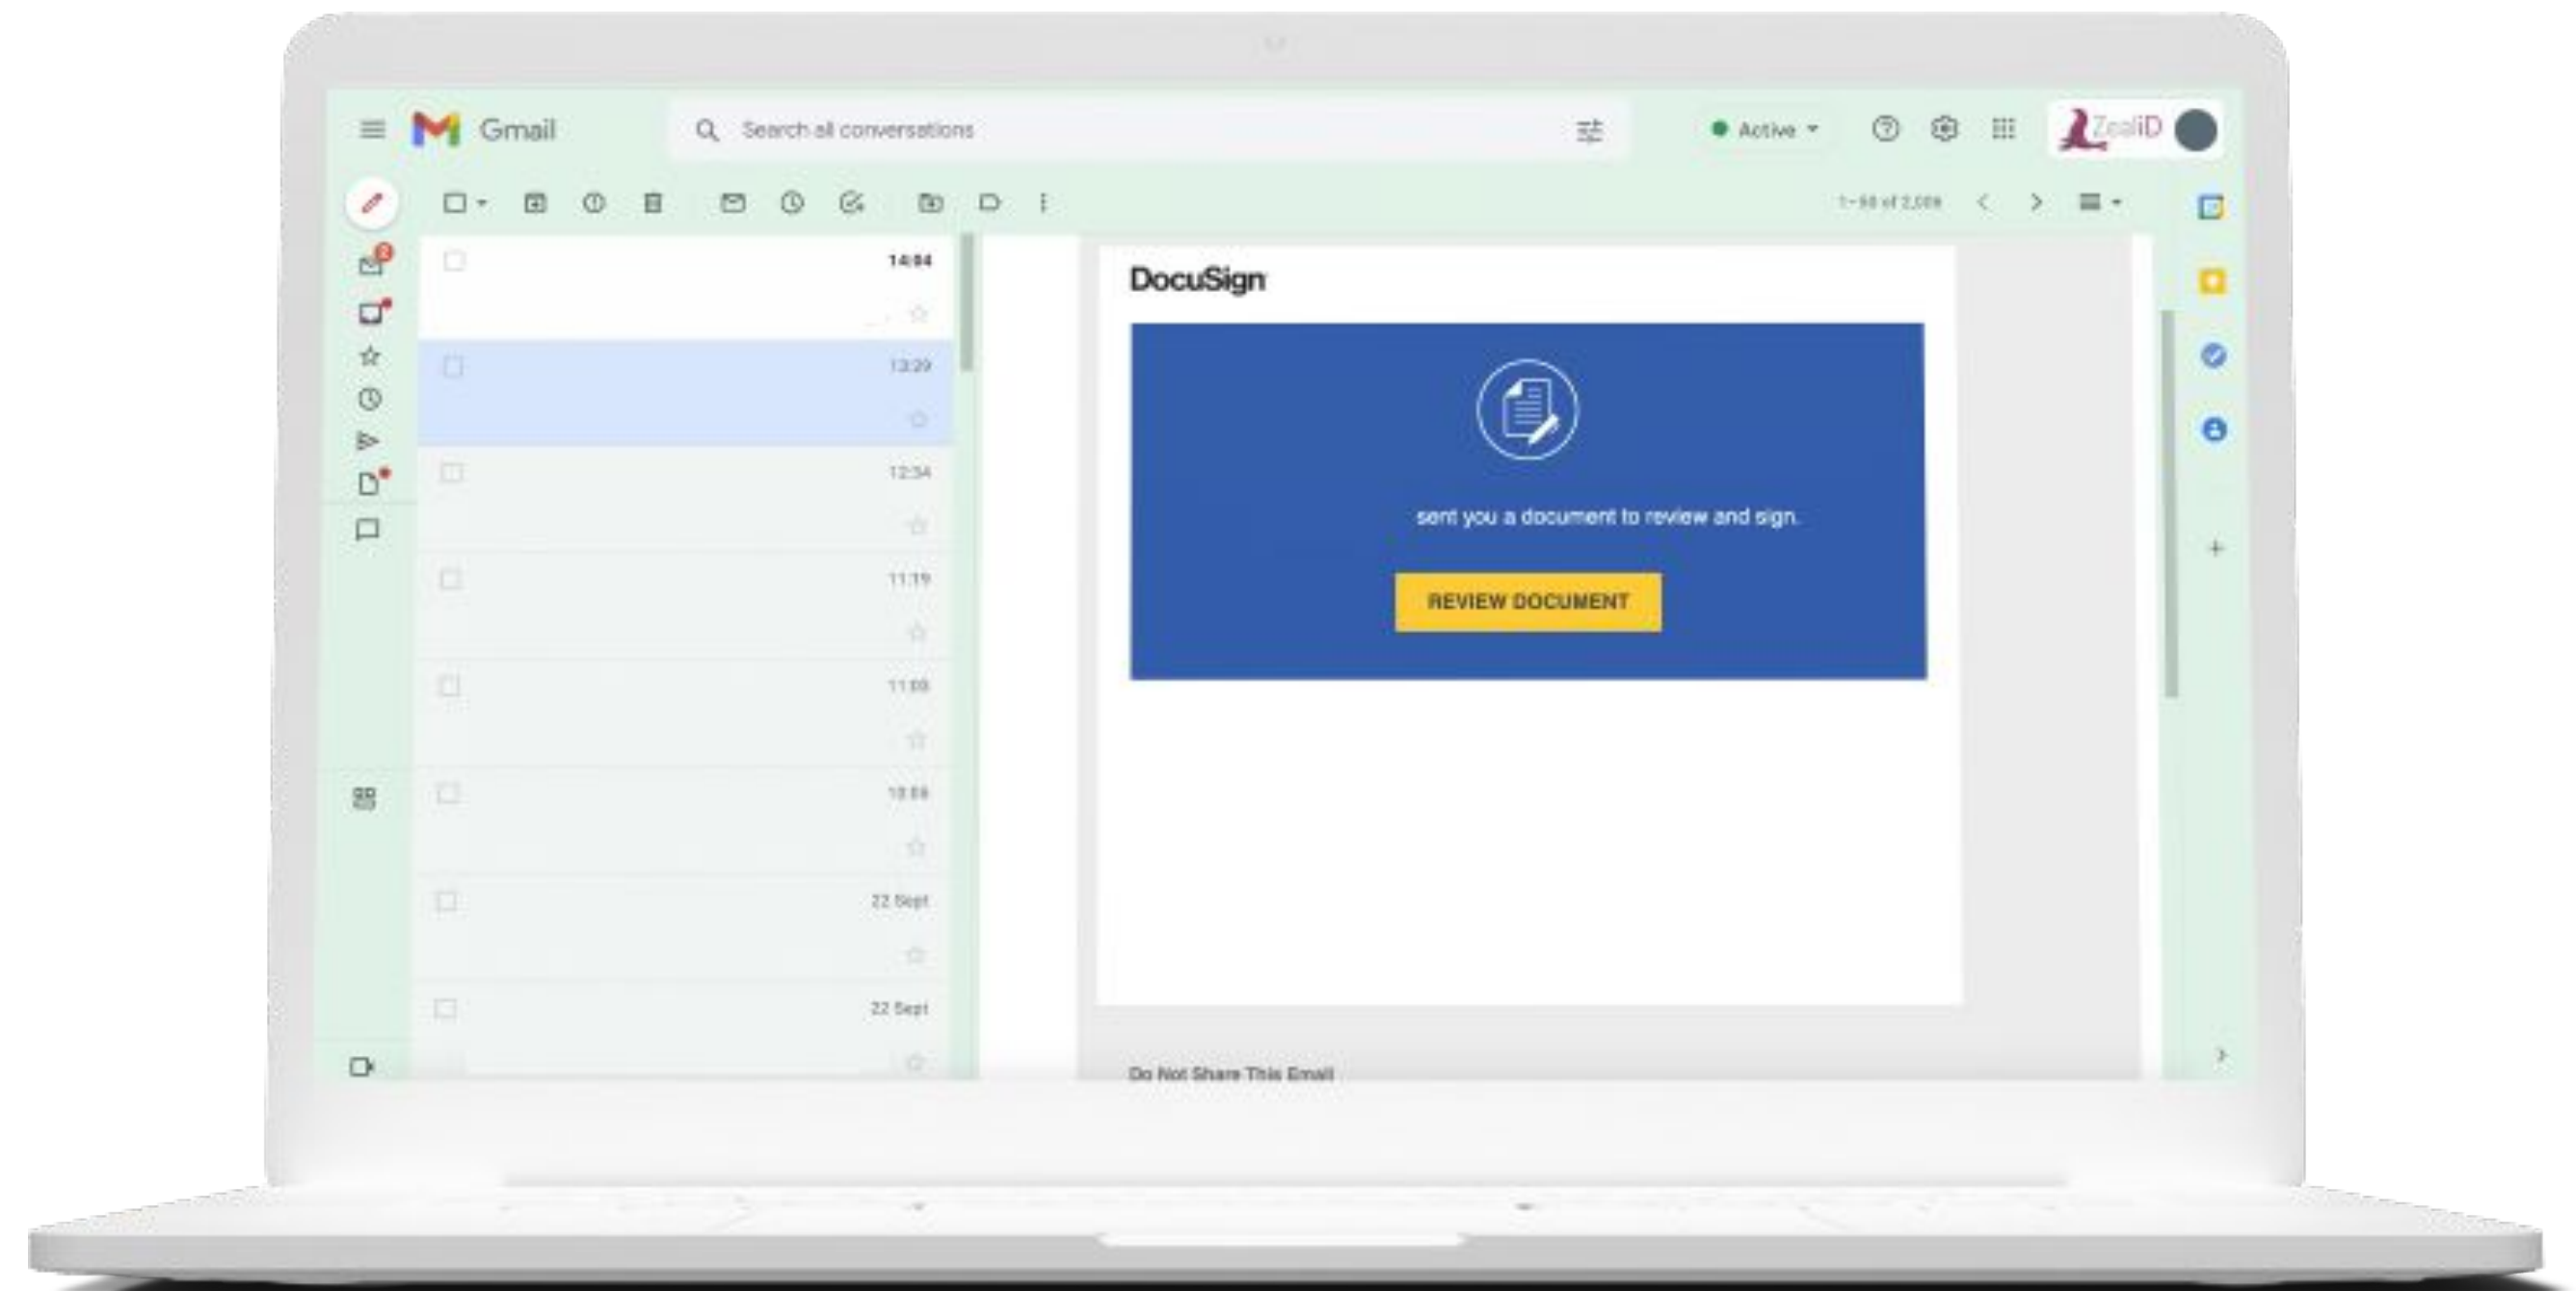 Gmail
Search all conversations
Active
ZealiD
2
14:04
13:29
12:34
11:19
22 Sept
22 Sept
DocuSign
sent you a document to review and sign.
REVIEW DOCUMENT
Do Not Share This Email